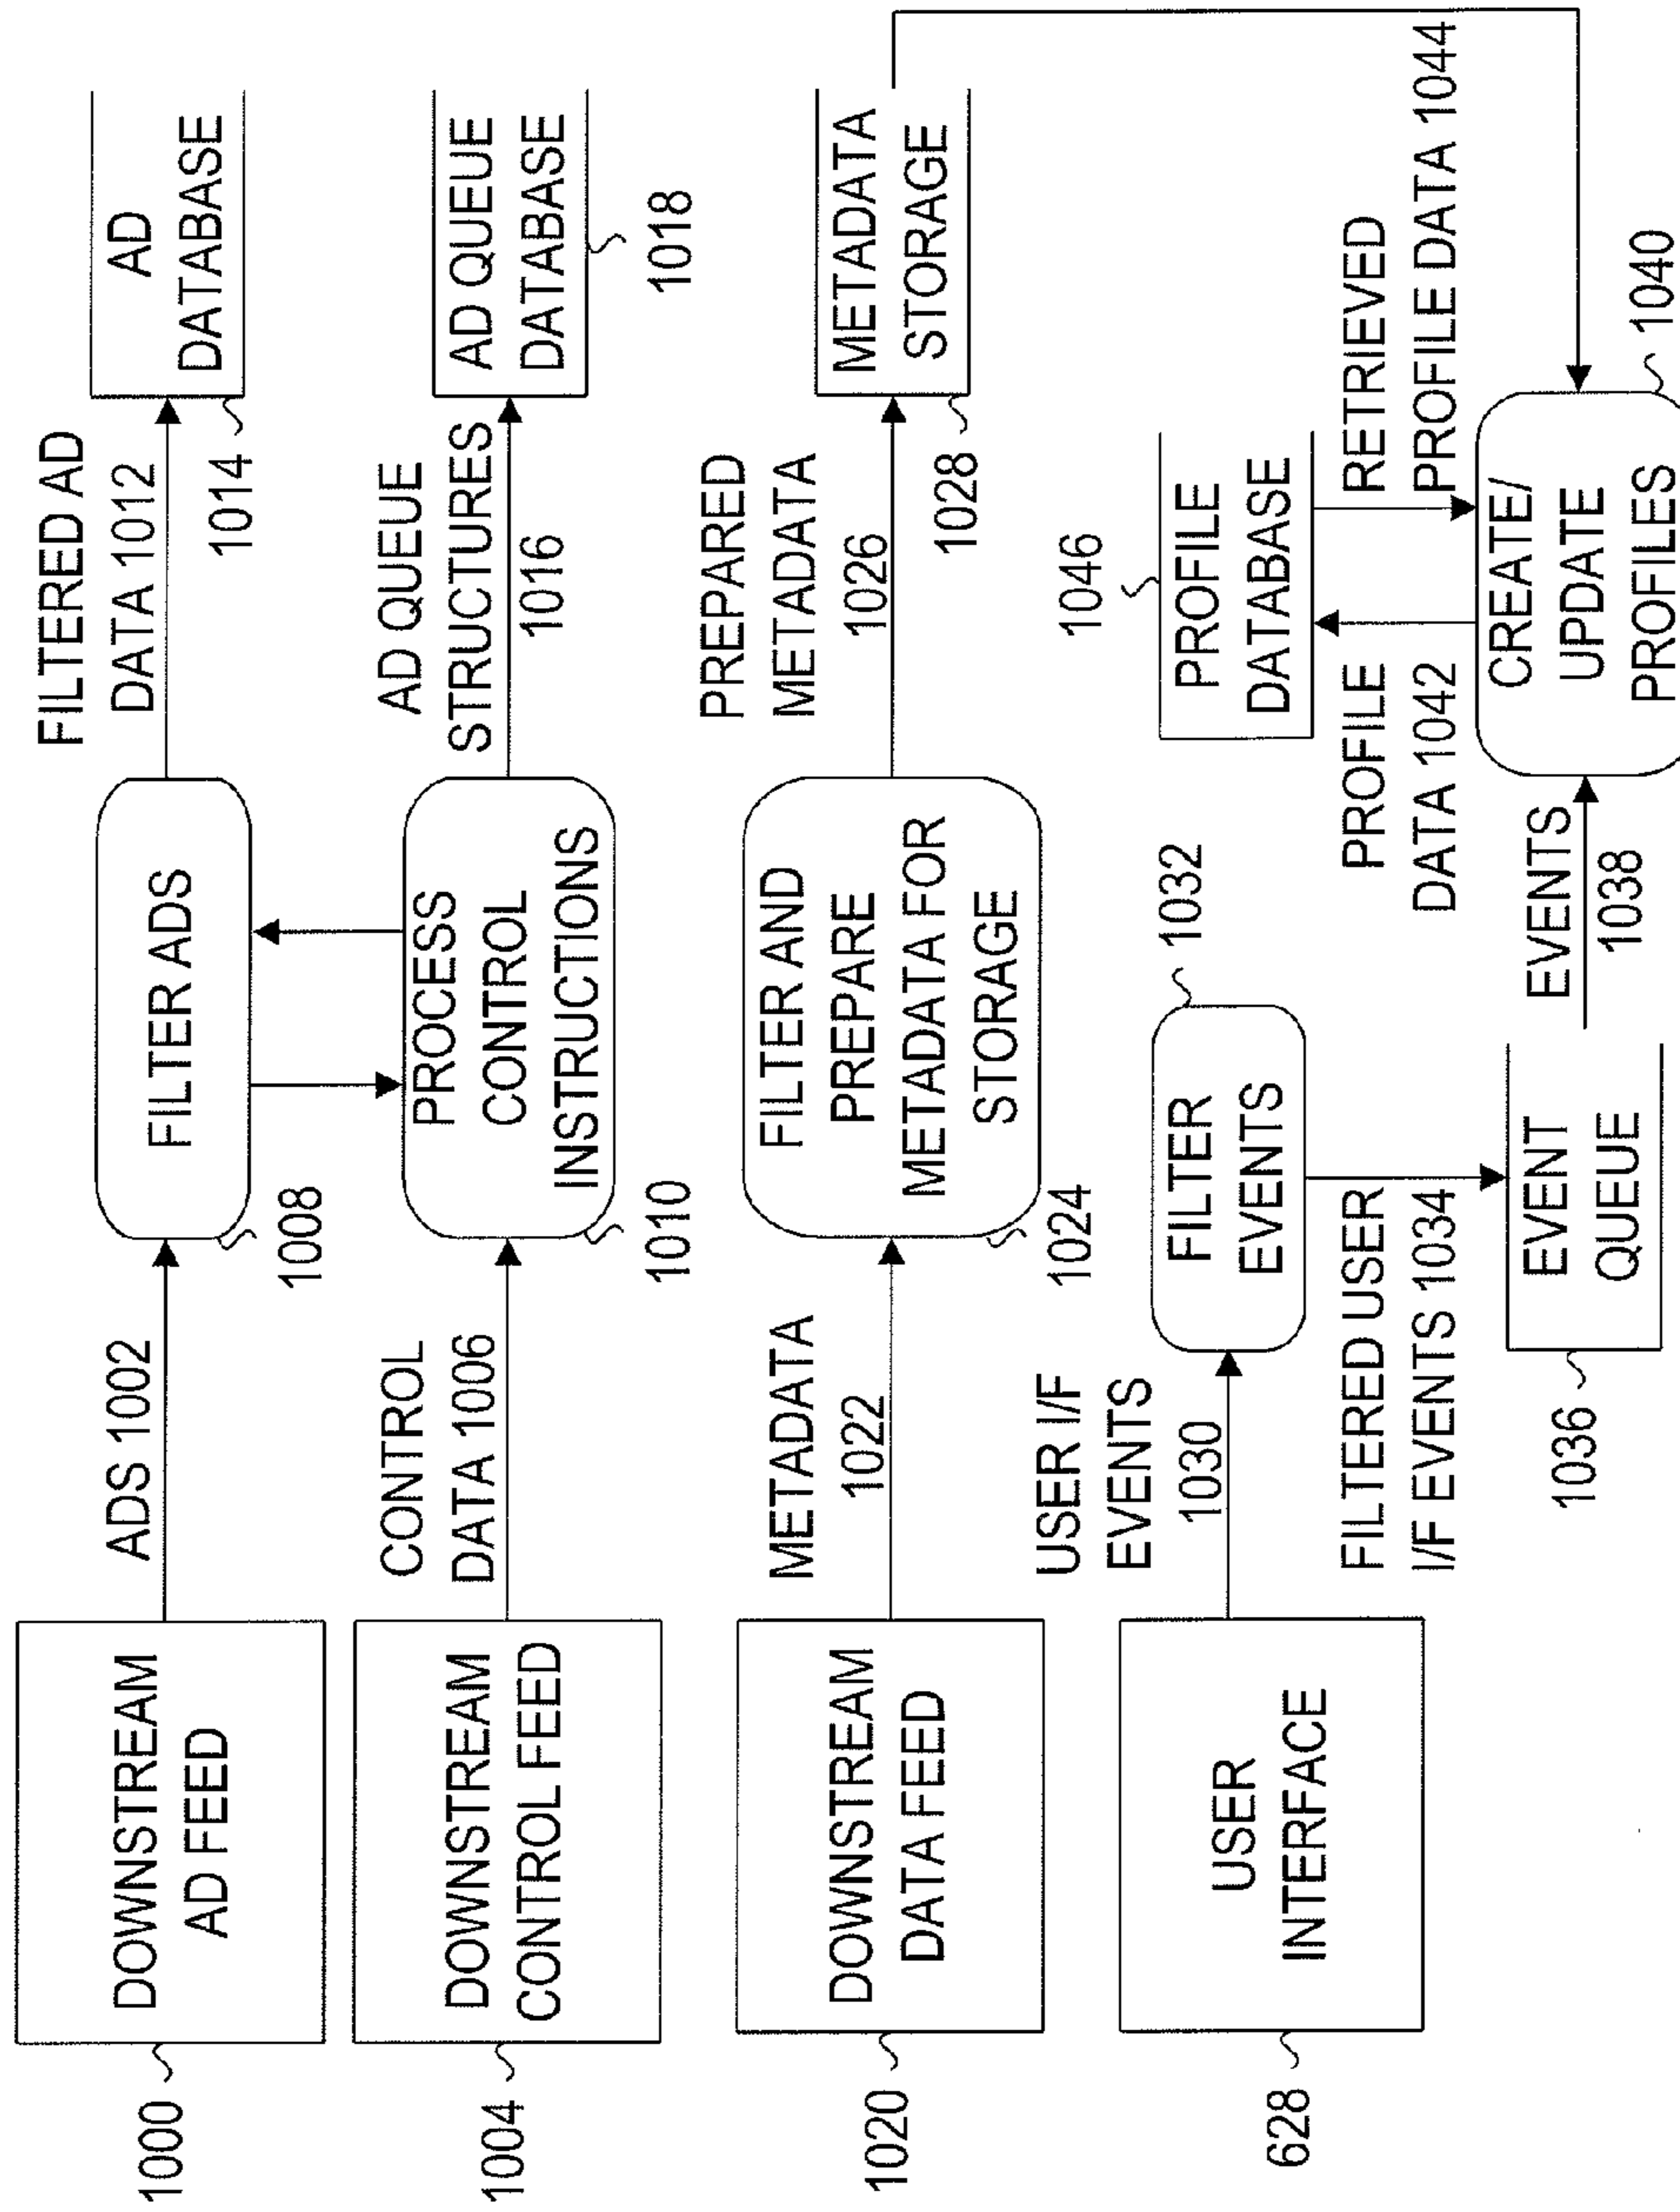 1000
DOWNSTREAM
AD FEED
ADS 1002
1008
FILTER ADS
FILTERED AD
DATA 1012
1014
AD
DATABASE
1004
DOWNSTREAM
CONTROL FEED
CONTROL
DATA 1006
1010
PROCESS
CONTROL
INSTRUCTIONS
AD QUEUE
STRUCTURES
1016
AD QUEUE
DATABASE
1018
1020
DOWNSTREAM
DATA FEED
METADATA
1022
1024
FILTER AND
PREPARE
METADATA FOR
STORAGE
PREPARED
METADATA
1026
1028
METADATA
STORAGE
628
USER
INTERFACE
USER I/F
EVENTS
1030
FILTER
EVENTS
1032
FILTERED USER
I/F EVENTS 1034
1036
EVENT
QUEUE
EVENTS
1038
1046
PROFILE
DATABASE
PROFILE
DATA 1042
RETRIEVED
PROFILE DATA 1044
CREATE/
UPDATE
PROFILES
1040